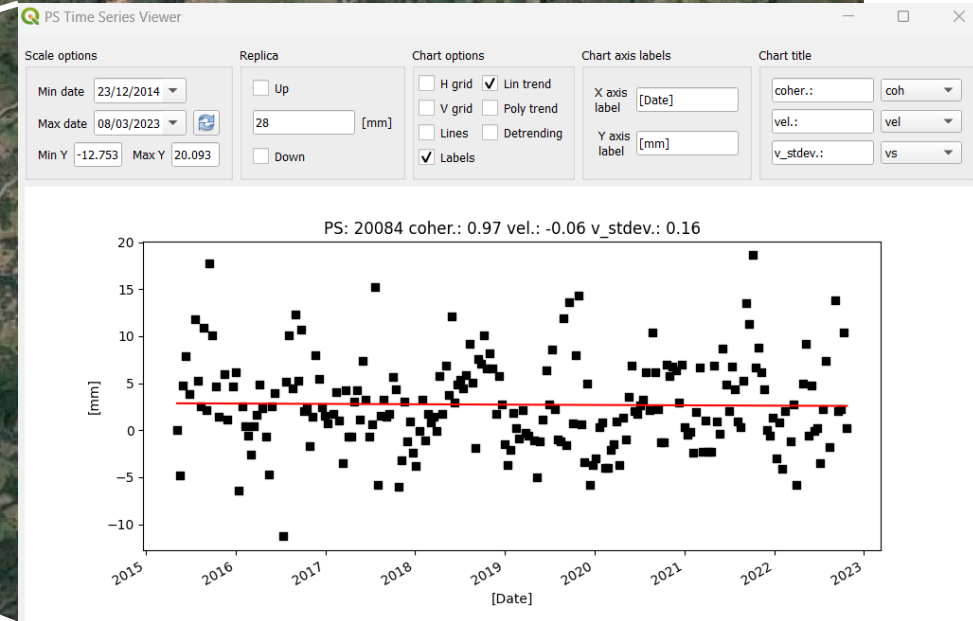 PS Time Series Viewer
Scale options
Min date 23/12/2014
Max date 08/03/2023
Min Y -12.753 Max Y 20.093
Replica
Up
28 [mm]
Down
Chart options
H grid Lin trend
V grid Poly trend
Lines Detrending
Labels
Chart axis labels
X axis label [Date]
Y axis label [mm]
Chart title
coher.: coh
vel.: vel
v_stdev.: vs
PS: 20084 coher.: 0.97 vel.: -0.06 v_stdev.: 0.16
[mm]
20
15
10
5
0
−5
−10
2015 2016 2017 2018 2019 2020 2021 2022 2023
[Date]